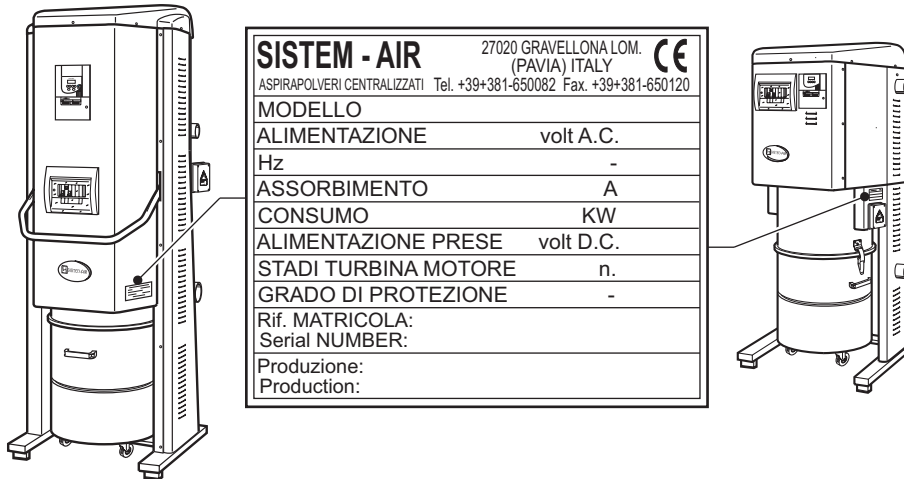 SISTEM - AIR
27020 GRAVELLONA LOM.
(PAVIA) ITALY
CE
ASPIRAPOLVERI CENTRALIZZATI Tel. +39+381-650082 Fax. +39+381-650120
MODELLO
ALIMENTAZIONE volt A.C.
Hz -
ASSORBIMENTO A
CONSUMO KW
ALIMENTAZIONE PRESE volt D.C.
STADI TURBINA MOTORE n.
GRADO DI PROTEZIONE -
Rif. MATRICOLA:
Serial NUMBER:
Produzione:
Production: